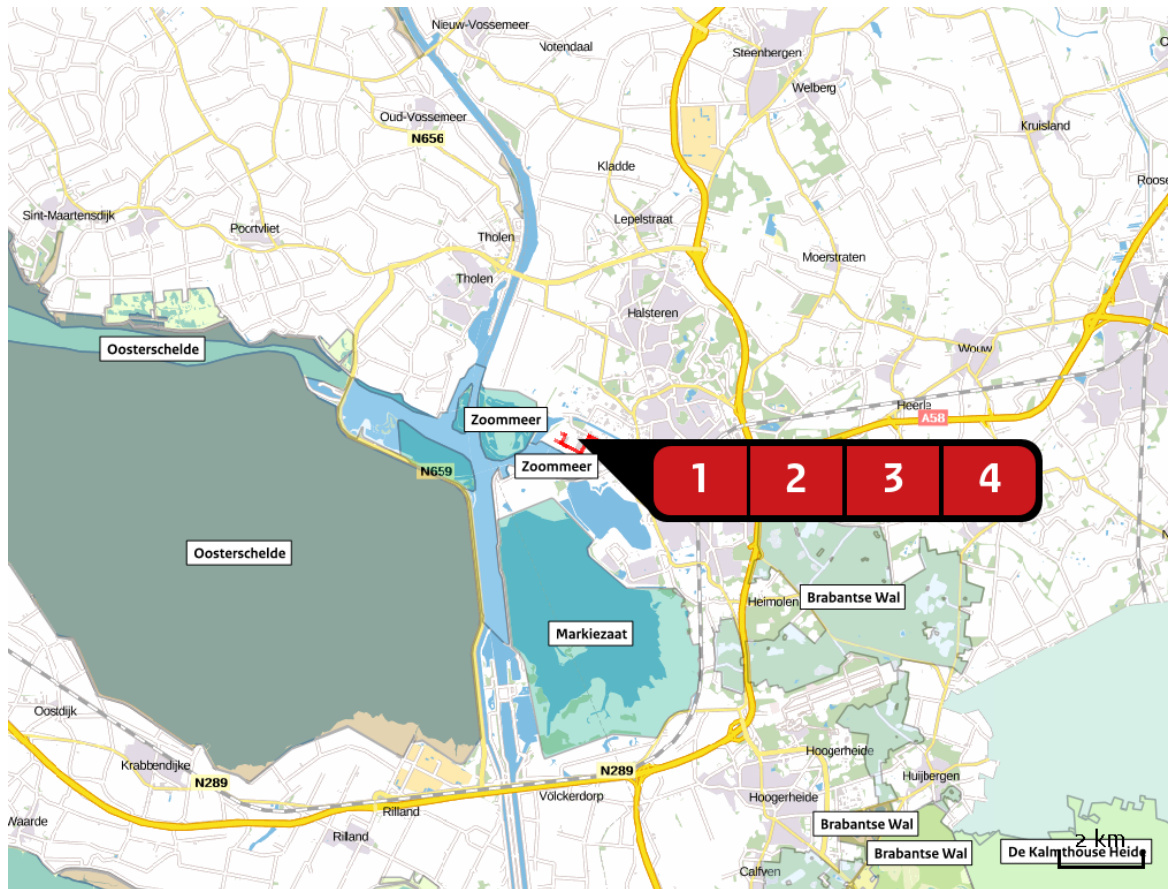 Nieuw-Vossemeer
Notendaal
Steenbergen
Welberg
Oud-Vossemeer
N656
Kruisland
Kladde
Roose
Sint-Maartensdijk
Poortvliet
Lepelstraat
Tholen
Moerstraten
Tholen
Halsteren
Oosterschelde
Wouw
Heerle
A58
Zoommeer
Zoommeer
N659
1 2 3 4
Oosterschelde
Heimolen
Brabantse Wal
Markiezaat
Oostdijk
Hoogerheide
Krabbendijke
N289
N289
Huijbergen
Völckerdorp
Hoogerheide
Rilland
Waarde
Rilland
Brabantse Wal
2 km
Brabantse Wal
De Kalmthouse Heide
Calfven